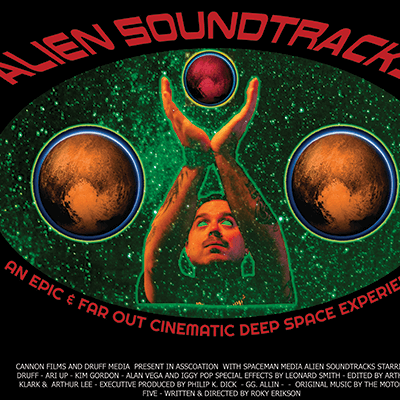 ALIEN SOUNDTRACKS
AN EPIC & FAR OUT CINEMATIC DEEP SPACE EXPERIE
CANNON FILMS AND DRUFF MEDIA PRESENT IN ASSCOATION WITH SPACEMAN MEDIA ALIEN SOUNDTRACKS STARRI
DRUFF - ARI UP - KIM GORDON - ALAN VEGA AND IGGY POP SPECIAL EFFECTS BY LEONARD SMITH - EDITED BY ARTH
KLARK & ARTHUR LEE - EXECUTIVE PRODUCED BY PHILIP K. DICK - GG. ALLIN - - ORIGINAL MUSIC BY THE MOTO
FIVE - WRITTEN & DIRECTED BY ROKY ERIKSON